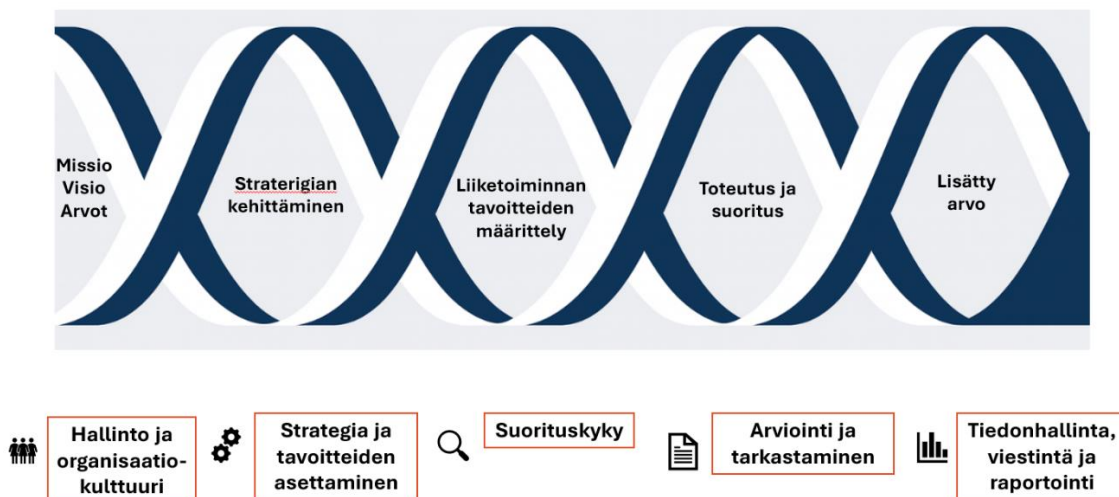 Missio
Visio
Arvot
Straterigian
kehittäminen
Liiketoiminnan
tavoitteiden
määrittely
Toteutus ja
suoritus
Lisätty
arvo
Hallinto ja
organisaatio-
kulttuuri
Strategia ja
tavoitteiden
asettaminen
Suorituskyky
Arviointi ja
tarkastaminen
Tiedonhallinta,
viestintä ja
raportointi